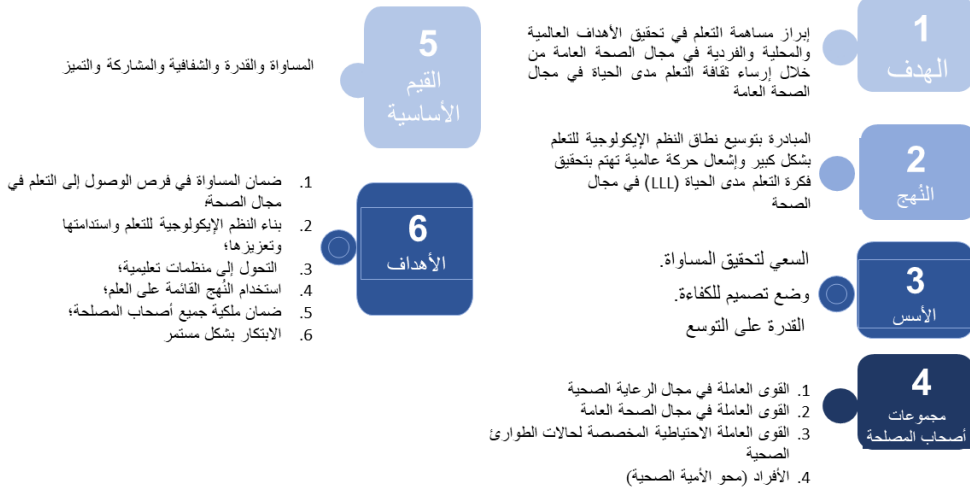 1
الهدف
إبراز مساهمة التعلم في تحقيق الأهداف العالمية
والمحلية والفردية في مجال الصحة العامة من
خلال إرساء ثقافة التعلم مدى الحياة في مجال
الصحة العامة
2
النُهج
المبادرة بتوسيع نطاق النظم الإيكولوجية للتعلم
بشكل كبير وإشعال حركة عالمية تهتم بتحقيق
فكرة التعلم مدى الحياة (LLL) في مجال
الصحة
3
الأسس
السعي لتحقيق المساواة.
وضع تصميم للكفاءة.
القدرة على التوسع
4
مجموعات
أصحاب المصلحة
1. القوى العاملة في مجال الرعاية الصحية
2. القوى العاملة في مجال الصحة العامة
3. القوى العاملة الاحتياطية المخصصة لحالات الطوارئ
الصحية
4. الأفراد (محو الأمية الصحية)
5
القيم
الأساسية
المساواة والقدرة والشفافية والمشاركة والتميز
6
الأهداف
1. ضمان المساواة في فرص الوصول إلى التعلم في
مجال الصحة؛
2. بناء النظم الإيكولوجية للتعلم واستدامتها
وتعزيزها؛
3. التحول إلى منظمات تعليمية؛
4. استخدام النُهج القائمة على العلم؛
5. ضمان ملكية جميع أصحاب المصلحة؛
6. الابتكار بشكل مستمر